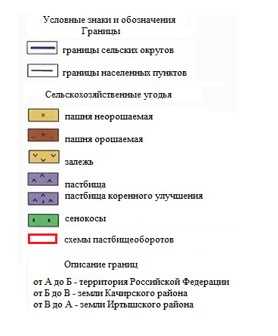 Условные знаки и обозначения
Границы
границы сельских округов
границы населенных пунктов
Сельскохозяйственные угодья
пашня неорошаемая
пашня орошаемая
залежь
пастбища
пастбища коренного улучшения
сенокосы
схемы пастбищеоборотов
Описание границ
от А до Б - территория Российской Федерации
от Б до В - земли Качирского района
от В до А - земли Иртышского района